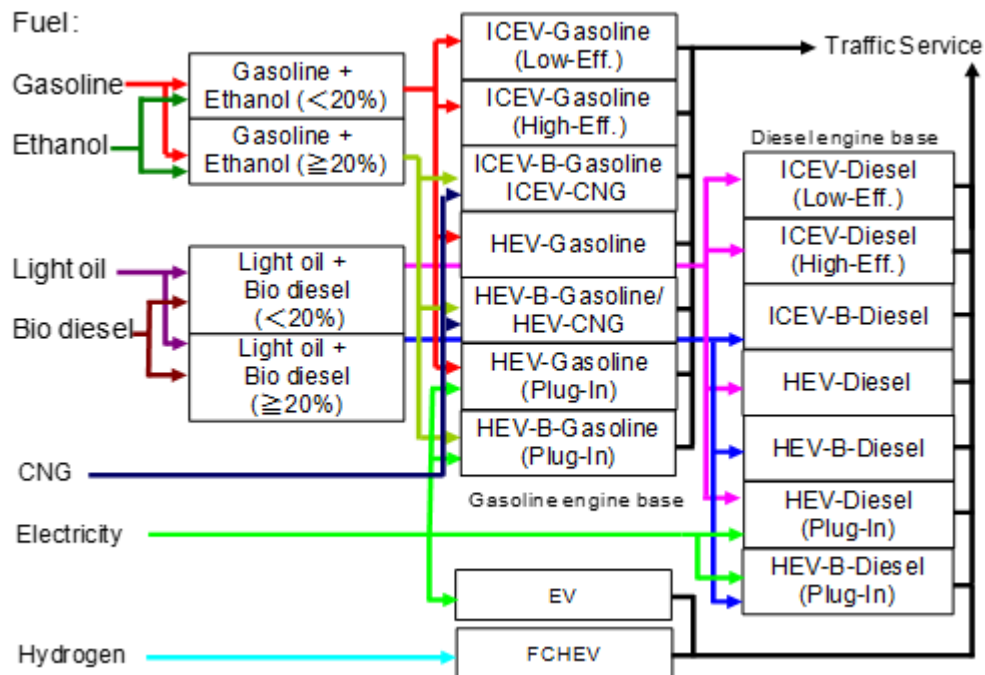 Fuel:
Gasoline
Ethanol
Light oil
Bio diesel
CNG
Electricity
Hydrogen
Gasoline +
Ethanol (<20%)
Gasoline +
Ethanol (≧20%)
Light oil +
Bio diesel
(<20%)
Light oil +
Bio diesel
(≧20%)
ICEV-Gasoline
(Low-Eff.)
ICEV-Gasoline
(High-Eff.)
ICEV-B-Gasoline
ICEV-CNG
HEV-Gasoline
HEV-B-Gasoline/
HEV-CNG
HEV-Gasoline
(Plug-In)
HEV-B-Gasoline
(Plug-In)
Gasoline engine base
EV
FCHEV
Traffic Service
Diesel engine base
ICEV-Diesel
(Low-Eff.)
ICEV-Diesel
(High-Eff.)
ICEV-B-Diesel
HEV-Diesel
HEV-B-Diesel
HEV-Diesel
(Plug-In)
HEV-B-Diesel
(Plug-In)